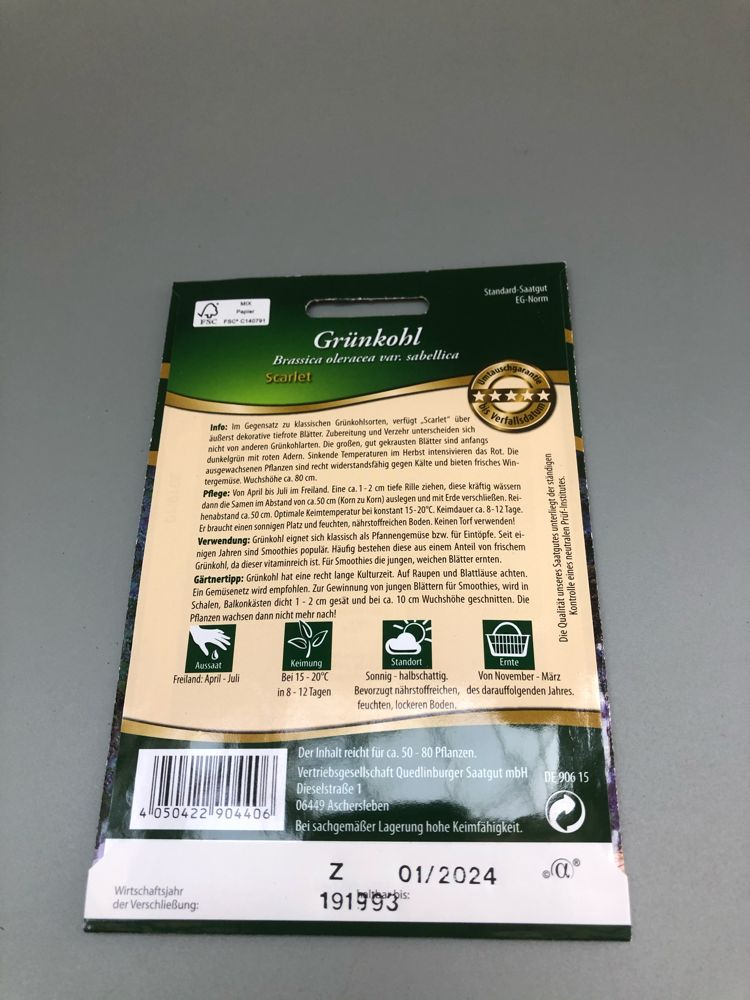 Standard-Saatgut
EG-Norm
MIX
Papier
FSC® C140791
FSC
Grünkohl
Brassica oleracea var. sabellica
Scarlet
Umtauschgarantie
bis Verfallsdatum
Info: Im Gegensatz zu klassischen Grünkohlsorten, verfügt „Scarlet" über
äußerst dekorative tiefrote Blätter. Zubereitung und Verzehr unterscheiden sich
nicht von anderen Grünkohlarten. Die großen, gut gekrausten Blätter sind anfangs
dunkelgrün mit roten Adern. Sinkende Temperaturen im Herbst intensivieren das Rot. Die
ausgewachsenen Pflanzen sind recht widerstandsfähig gegen Kälte und bieten frisches Win-
tergemüse. Wuchshöhe ca. 80 cm.
Pflege: Von April bis Juli im Freiland. Eine ca. 1 - 2 cm tiefe Rille ziehen, diese kräftig wässern
dann die Samen im Abstand von ca.50 cm (Korn zu Korn) auslegen und mit Erde verschließen. Rei-
henabstand ca.50 cm. Optimale Keimtemperatur bei konstant 15-20°C. Keimdauer ca. 8-12 Tage.
Er braucht einen sonnigen Platz und feuchten, nährstoffreichen Boden. Keinen Torf verwenden!
Verwendung: Grünkohl eignet sich klassisch als Pfannengemüse bzw. für Eintöpfe. Seit ei-
nigen Jahren sind Smoothies populär. Häufig bestehen diese aus einem Anteil von frischem
Grünkohl, da dieser vitaminreich ist. Für Smoothies die jungen, weichen Blätter ernten.
Gärtnertipp: Grünkohl hat eine recht lange Kulturzeit. Auf Raupen und Blattläuse achten.
Ein Gemüsenetz wird empfohlen. Zur Gewinnung von jungen Blättern für Smoothies, wird in
Schalen, Balkonkästen dicht 1 - 2 cm gesät und bei ca. 10 cm Wuchshöhe geschnitten. Die
Pflanzen wachsen dann nicht mehr nach!
Die Qualität unseres Saatgutes unterliegt der ständigen
Kontrolle eines neutralen Prüf-Institutes.
Aussaat
Freiland: April - Juli
Keimung
Bei 15 - 20°C
in 8 - 12 Tagen
Standort
Sonnig - halbschattig.
Bevorzugt nährstoffreichen,
feuchten, lockeren Boden.
Ernte
Von November - März
des darauffolgenden Jahres.
Der Inhalt reicht für ca. 50 - 80 Pflanzen.
Vertriebsgesellschaft Quedlinburger Saatgut mbH
Dieselstraße 1
06449 Aschersleben
Bei sachgemäßer Lagerung hohe Keimfähigkeit.
DE 906 15
4 050422 904406
Z 01/2024
©α®
Wirtschaftsjahr
der Verschließung:
haltbar bis:
191993